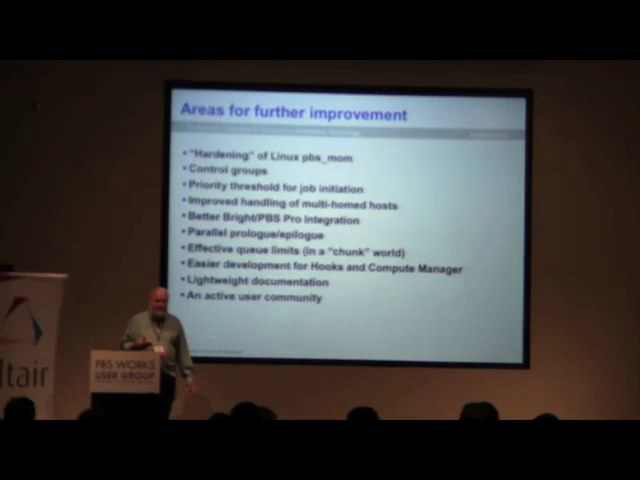 Areas for further improvement
"Hardening" of Linux pbs_mom
Control groups
Priority threshold for job initiation
Improved handling of multi-homed hosts
Better Bright/PBS Pro Integration
Parallel prologue/epilogue
Effective queue limits (in a "chunk" world)
Easier development for Hooks and Compute Manager
Lightweight documentation
An active user community
PBS WORKS
USER GROUP
ltair